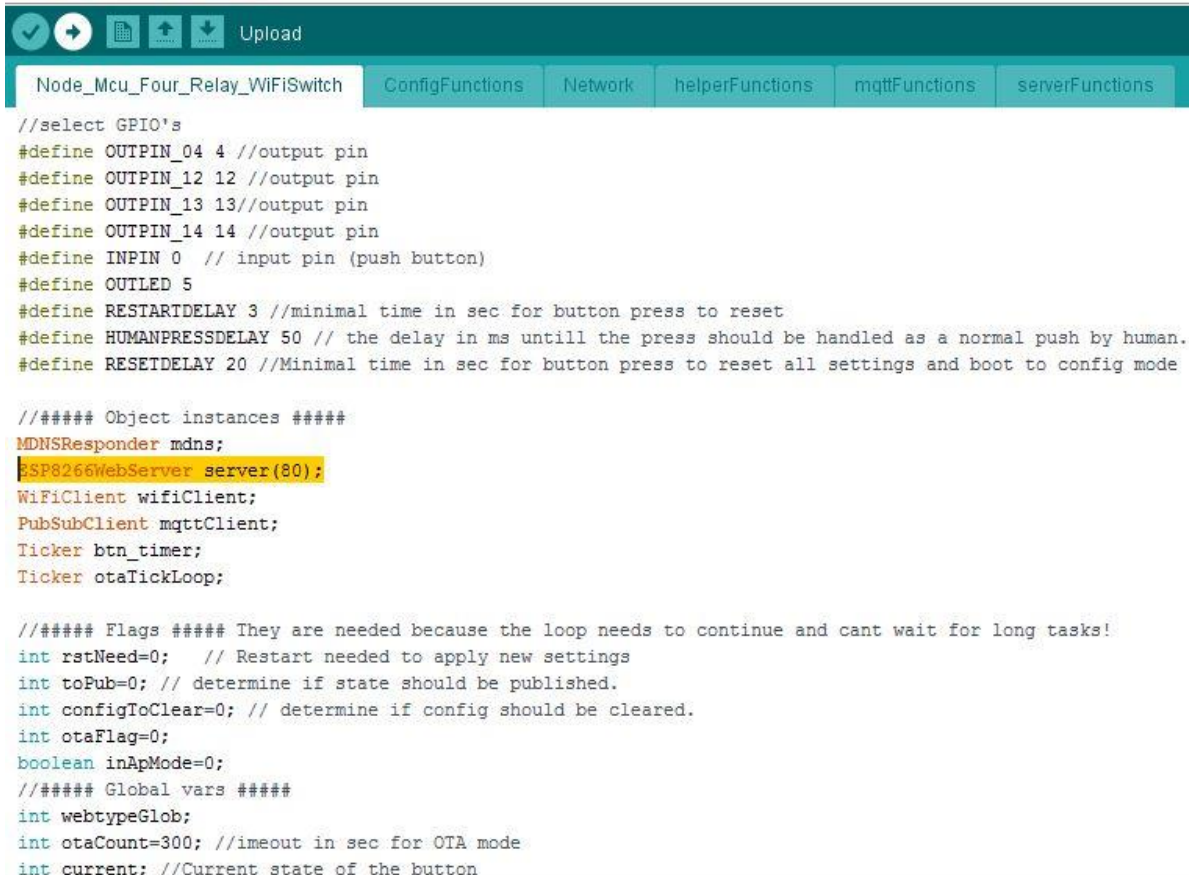 Upload
Node_Mcu_Four_Relay_WiFiSwitch ConfigFunctions Network helperFunctions mqttFunctions serverFunctions
//select GPIO's
#define OUTPIN_04 4 //output pin
#define OUTPIN_12 12 //output pin
#define OUTPIN_13 13//output pin
#define OUTPIN_14 14 //output pin
#define INPIN 0  // input pin (push button)
#define OUTLED 5
#define RESTARTDELAY 3 //minimal time in sec for button press to reset
#define HUMANPRESSDELAY 50 // the delay in ms untill the press should be handled as a normal push by human.
#define RESETDELAY 20 //Minimal time in sec for button press to reset all settings and boot to config mode
//##### Object instances #####
MDNSResponder mdns;
ESP8266WebServer server(80);
WiFiClient wifiClient;
PubSubClient mqttClient;
Ticker btn_timer;
Ticker otaTickLoop;
//##### Flags ##### They are needed because the loop needs to continue and cant wait for long tasks!
int rstNeed=0;   // Restart needed to apply new settings
int toPub=0; // determine if state should be published.
int configToClear=0; // determine if config should be cleared.
int otaFlag=0;
boolean inApMode=0;
//##### Global vars #####
int webtypeGlob;
int otaCount=300; //imeout in sec for OTA mode
int current; //Current state of the button